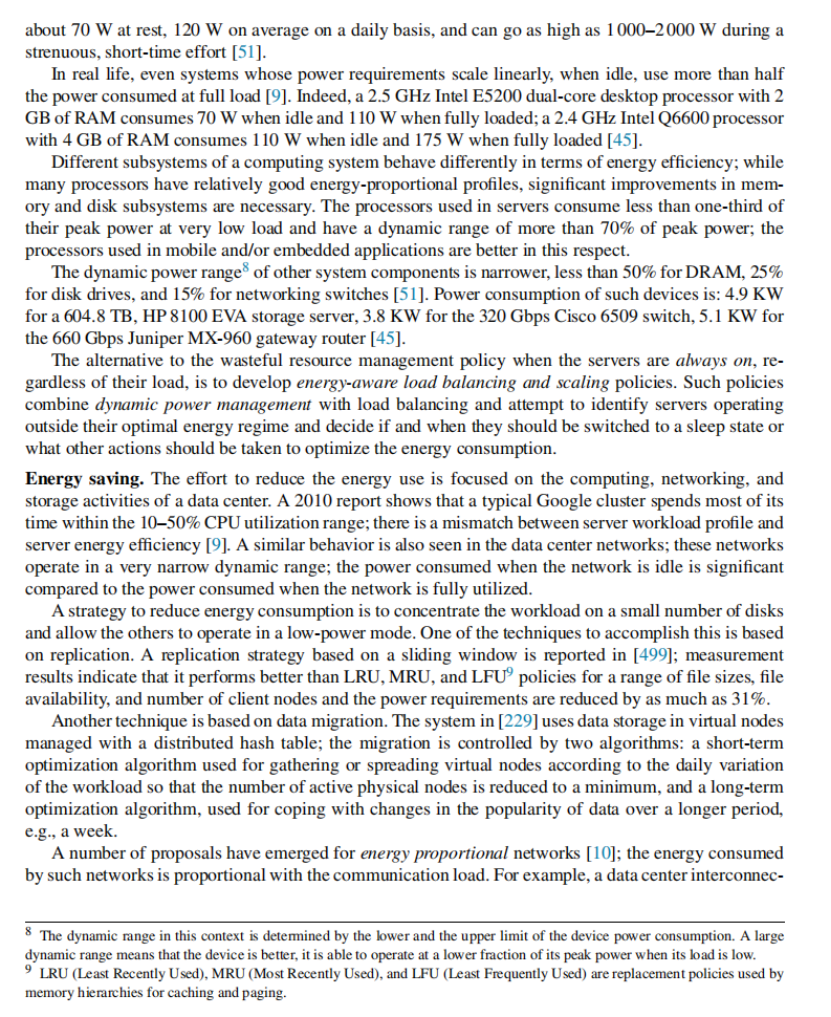 about 70 W at rest, 120 W on average on a daily basis, and can go as high as 1 000–2 000 W during a
strenuous, short-time effort [51].
In real life, even systems whose power requirements scale linearly, when idle, use more than half
the power consumed at full load [9]. Indeed, a 2.5 GHz Intel E5200 dual-core desktop processor with 2
GB of RAM consumes 70 W when idle and 110 W when fully loaded; a 2.4 GHz Intel Q6600 processor
with 4 GB of RAM consumes 110 W when idle and 175 W when fully loaded [45].
Different subsystems of a computing system behave differently in terms of energy efficiency; while
many processors have relatively good energy-proportional profiles, significant improvements in mem-
ory and disk subsystems are necessary. The processors used in servers consume less than one-third of
their peak power at very low load and have a dynamic range of more than 70% of peak power; the
processors used in mobile and/or embedded applications are better in this respect.
The dynamic power range⁸ of other system components is narrower, less than 50% for DRAM, 25%
for disk drives, and 15% for networking switches [51]. Power consumption of such devices is: 4.9 KW
for a 604.8 TB, HP 8100 EVA storage server, 3.8 KW for the 320 Gbps Cisco 6509 switch, 5.1 KW for
the 660 Gbps Juniper MX-960 gateway router [45].
The alternative to the wasteful resource management policy when the servers are always on, re-
gardless of their load, is to develop energy-aware load balancing and scaling policies. Such policies
combine dynamic power management with load balancing and attempt to identify servers operating
outside their optimal energy regime and decide if and when they should be switched to a sleep state or
what other actions should be taken to optimize the energy consumption.
Energy saving. The effort to reduce the energy use is focused on the computing, networking, and
storage activities of a data center. A 2010 report shows that a typical Google cluster spends most of its
time within the 10–50% CPU utilization range; there is a mismatch between server workload profile and
server energy efficiency [9]. A similar behavior is also seen in the data center networks; these networks
operate in a very narrow dynamic range; the power consumed when the network is idle is significant
compared to the power consumed when the network is fully utilized.
A strategy to reduce energy consumption is to concentrate the workload on a small number of disks
and allow the others to operate in a low-power mode. One of the techniques to accomplish this is based
on replication. A replication strategy based on a sliding window is reported in [499]; measurement
results indicate that it performs better than LRU, MRU, and LFU⁹ policies for a range of file sizes, file
availability, and number of client nodes and the power requirements are reduced by as much as 31%.
Another technique is based on data migration. The system in [229] uses data storage in virtual nodes
managed with a distributed hash table; the migration is controlled by two algorithms: a short-term
optimization algorithm used for gathering or spreading virtual nodes according to the daily variation
of the workload so that the number of active physical nodes is reduced to a minimum, and a long-term
optimization algorithm, used for coping with changes in the popularity of data over a longer period,
e.g., a week.
A number of proposals have emerged for energy proportional networks [10]; the energy consumed
by such networks is proportional with the communication load. For example, a data center interconnec-
⁸ The dynamic range in this context is determined by the lower and the upper limit of the device power consumption. A large
dynamic range means that the device is better, it is able to operate at a lower fraction of its peak power when its load is low.
⁹ LRU (Least Recently Used), MRU (Most Recently Used), and LFU (Least Frequently Used) are replacement policies used by
memory hierarchies for caching and paging.